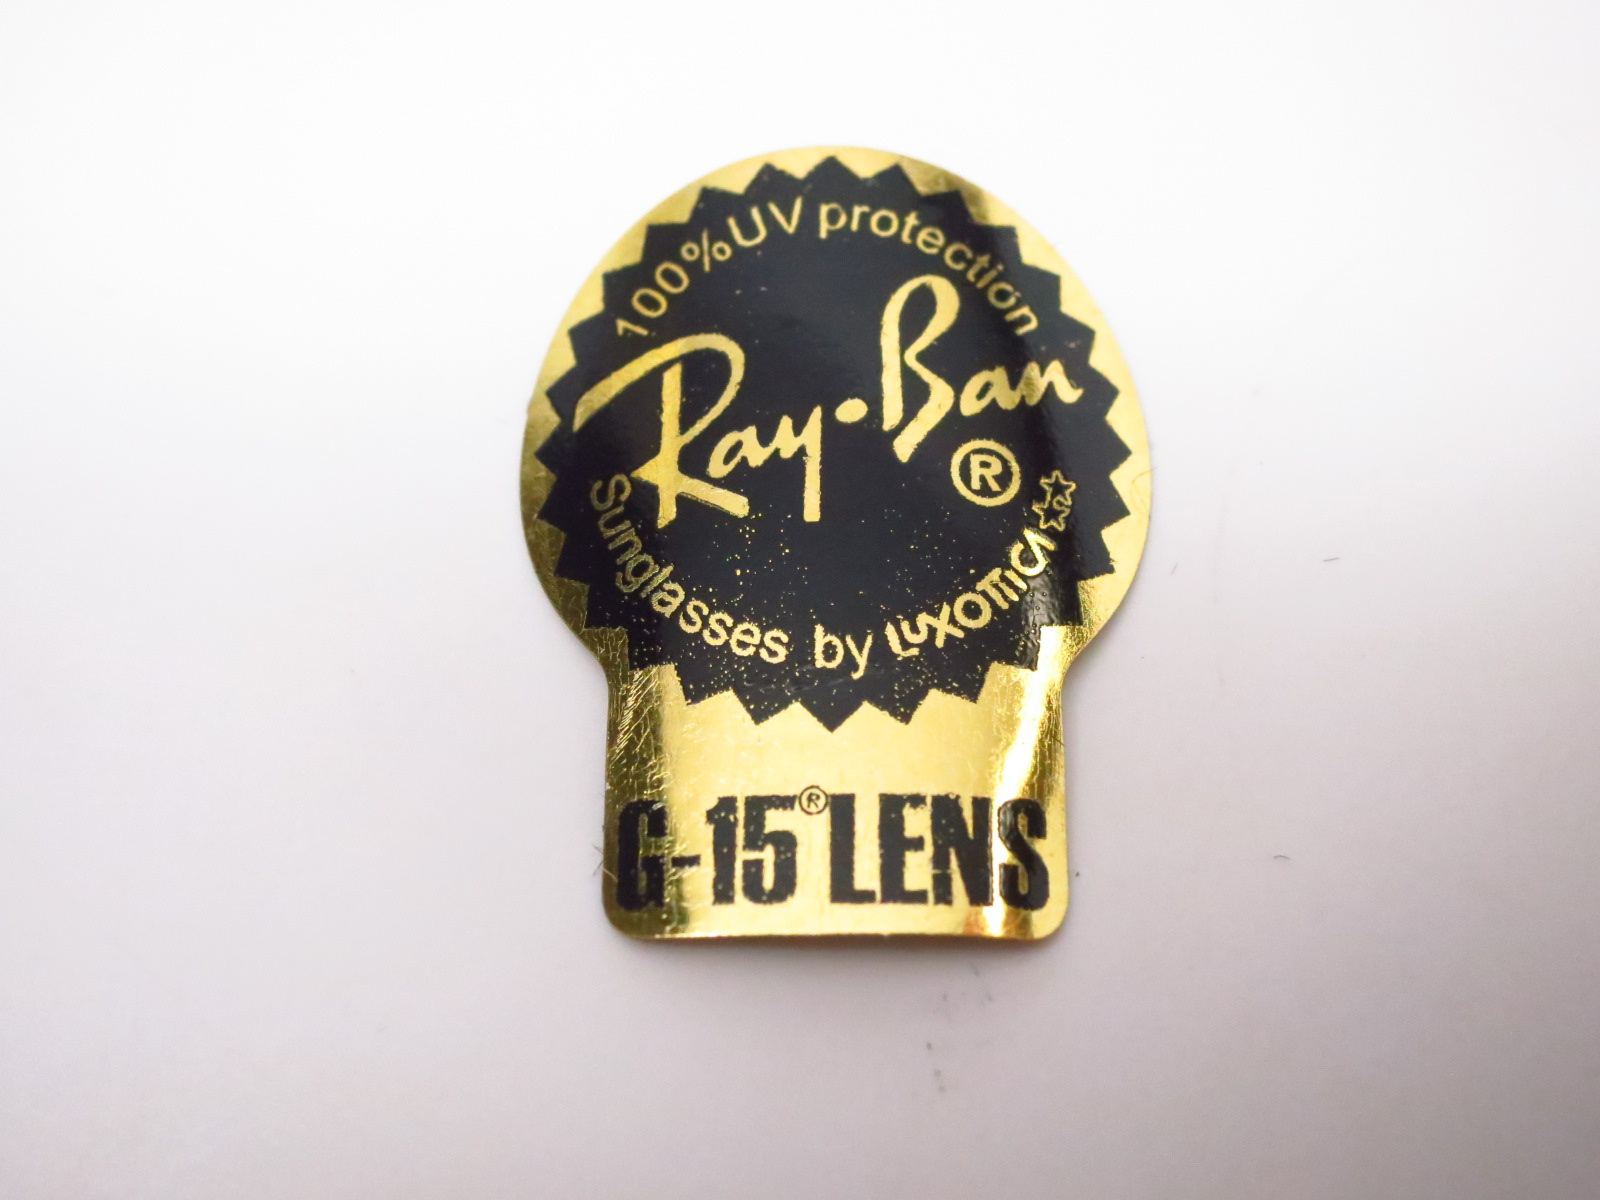 100% UV protection
Ray·Ban
®
Sunglasses by LUXOTTICA
G-15® LENS